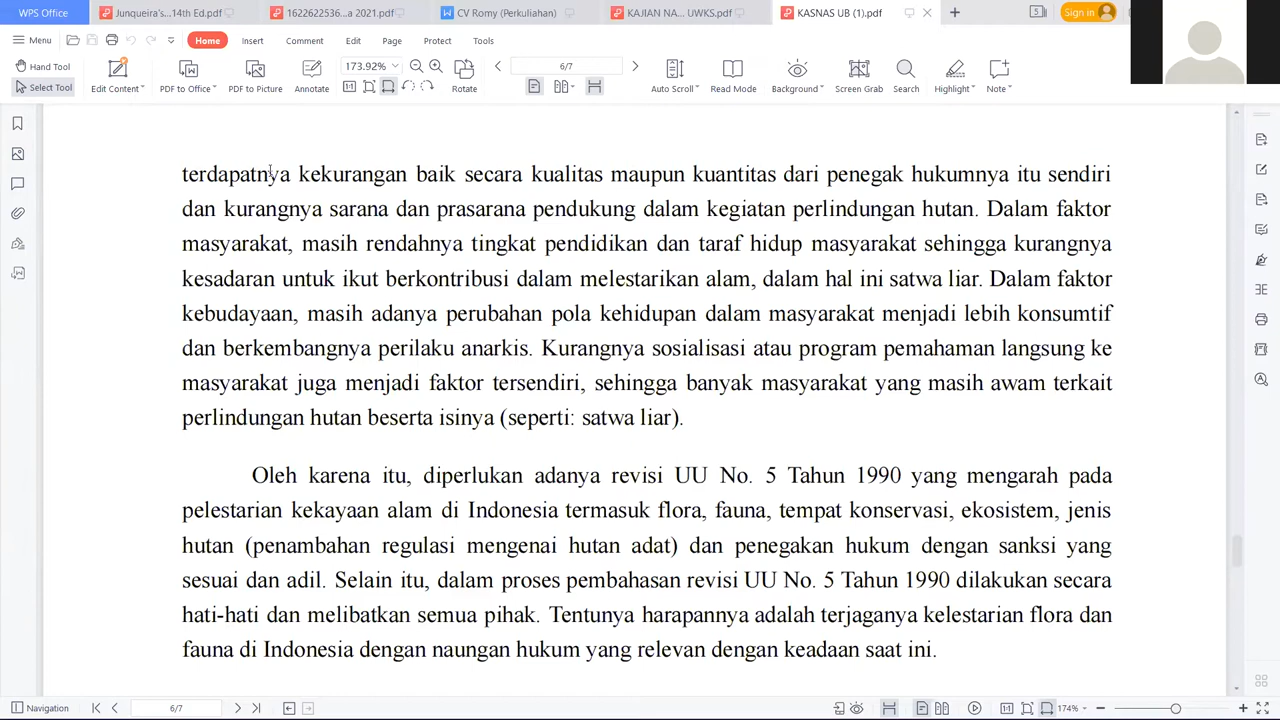 WPS Office
Junqueira's...14th Ed.pdf
1622622536...a 2021.pdf
CV Romy (Perkuliahan)
KAJIAN NA... UWKS.pdf
KASNAS UB (1).pdf
5
Sign in
Menu
Home
Insert
Comment
Edit
Page
Protect
Tools
Hand Tool
Select Tool
Edit Content
PDF to Office
PDF to Picture
Annotate
173.92%
Rotate
6/7
Auto Scroll
Read Mode
Background
Screen Grab
Search
Highlight
Note
terdapatnya kekurangan baik secara kualitas maupun kuantitas dari penegak hukumnya itu sendiri
dan kurangnya sarana dan prasarana pendukung dalam kegiatan perlindungan hutan. Dalam faktor
masyarakat, masih rendahnya tingkat pendidikan dan taraf hidup masyarakat sehingga kurangnya
kesadaran untuk ikut berkontribusi dalam melestarikan alam, dalam hal ini satwa liar. Dalam faktor
kebudayaan, masih adanya perubahan pola kehidupan dalam masyarakat menjadi lebih konsumtif
dan berkembangnya perilaku anarkis. Kurangnya sosialisasi atau program pemahaman langsung ke
masyarakat juga menjadi faktor tersendiri, sehingga banyak masyarakat yang masih awam terkait
perlindungan hutan beserta isinya (seperti: satwa liar).
Oleh karena itu, diperlukan adanya revisi UU No. 5 Tahun 1990 yang mengarah pada
pelestarian kekayaan alam di Indonesia termasuk flora, fauna, tempat konservasi, ekosistem, jenis
hutan (penambahan regulasi mengenai hutan adat) dan penegakan hukum dengan sanksi yang
sesuai dan adil. Selain itu, dalam proses pembahasan revisi UU No. 5 Tahun 1990 dilakukan secara
hati-hati dan melibatkan semua pihak. Tentunya harapannya adalah terjaganya kelestarian flora dan
fauna di Indonesia dengan naungan hukum yang relevan dengan keadaan saat ini.
Navigation
6/7
174%